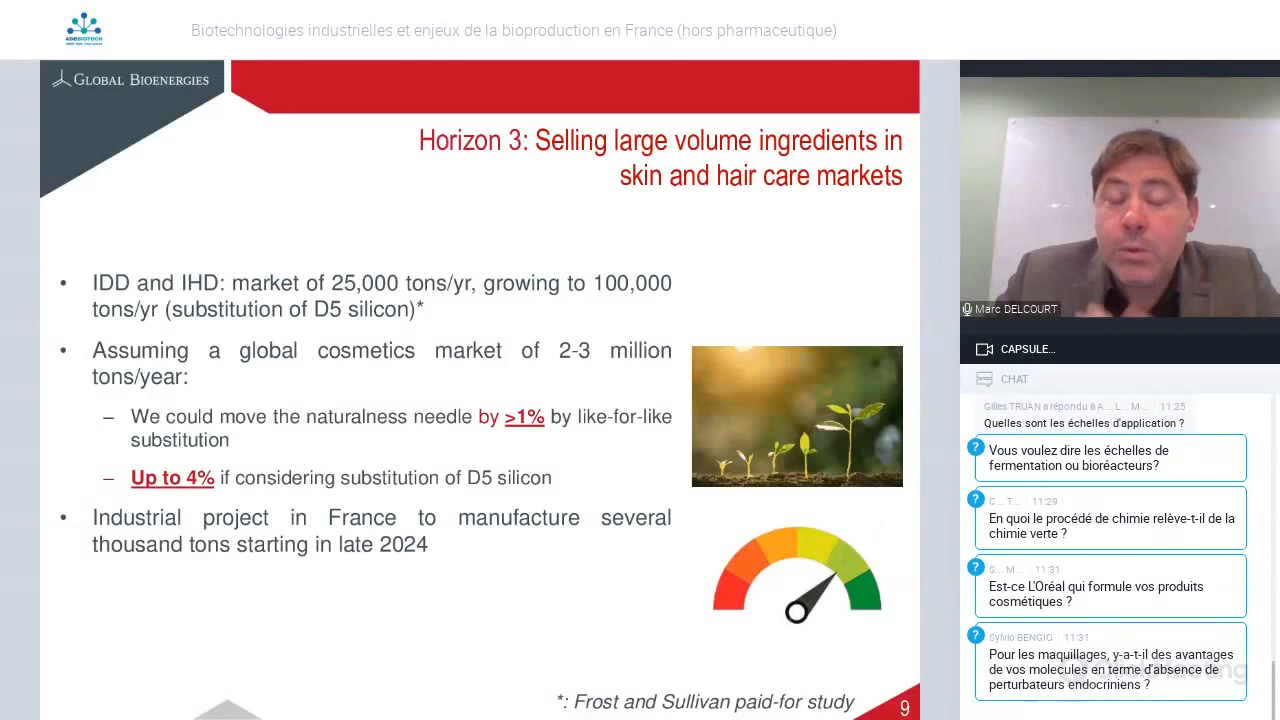 ADEBIOTECH
Biotechnologies industrielles et enjeux de la bioproduction en France (hors pharmaceutique)
GLOBAL BIOENERGIES
Horizon 3: Selling large volume ingredients in
skin and hair care markets
• IDD and IHD: market of 25,000 tons/yr, growing to 100,000
tons/yr (substitution of D5 silicon)*
• Assuming a global cosmetics market of 2-3 million
tons/year:
– We could move the naturalness needle by >1% by like-for-like
substitution
– Up to 4% if considering substitution of D5 silicon
• Industrial project in France to manufacture several
thousand tons starting in late 2024
*: Frost and Sullivan paid-for study
9
Marc DELCOURT
CAPSULE...
CHAT
Gilles TRUAN a répondu à A... L... M... 11:25
Quelles sont les échelles d'application ?
?
Vous voulez dire les échelles de
fermentation ou bioréacteurs?
?
C... T... 11:29
En quoi le procédé de chimie relève-t-il de la
chimie verte ?
?
S... M... 11:31
Est-ce L'Oréal qui formule vos produits
cosmétiques ?
?
Sylvio BENGIO 11:31
Pour les maquillages, y-a-t-il des avantages
de vos molecules en terme d'absence de
perturbateurs endocriniens ?